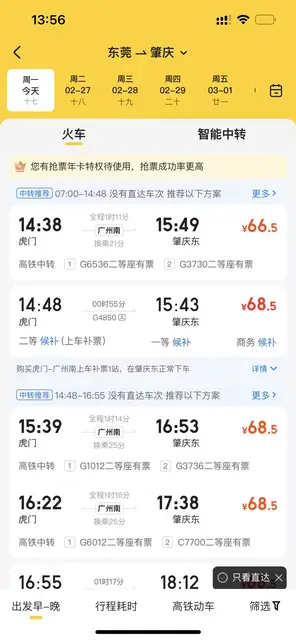 13:56
东莞 — 肇庆
周一
今天
十七
周二
02-27
十八
周三
02-28
十九
周四
02-29
二十
周五
03-01
廿一
火车
智能中转
您有抢票年卡特权待使用，抢票成功率更高
中转推荐 07:00-14:48 没有直达车次 推荐以下方案 更多 >
全程1时11分
14:38 广州南 15:49 ¥66.5
虎门 换乘21分 肇庆东
高铁中转 1 G6536二等座有票 2 G3730二等座有票
14:48 00时55分 15:43 ¥68.5
虎门 G4850 肇庆东
二等 候补 (上车补票) 一等 候补 商务 候补
购买虎门-广州南上车补票1站，在肇庆东正常下车 详情
中转推荐 14:48-16:55 没有直达车次 推荐以下方案 更多 >
全程1时14分
15:39 广州南 16:53 ¥68.5
虎门 换乘25分 肇庆东
高铁中转 1 G1012二等座有票 2 G3736二等座有票
全程1时16分
16:22 广州南 17:38 ¥68.5
虎门 换乘25分 肇庆东
高铁中转 1 G6012二等座有票 2 C7700二等座有票
16:55 01时17分 18:12
只看直达
出发早-晚 行程耗时 高铁动车 筛选